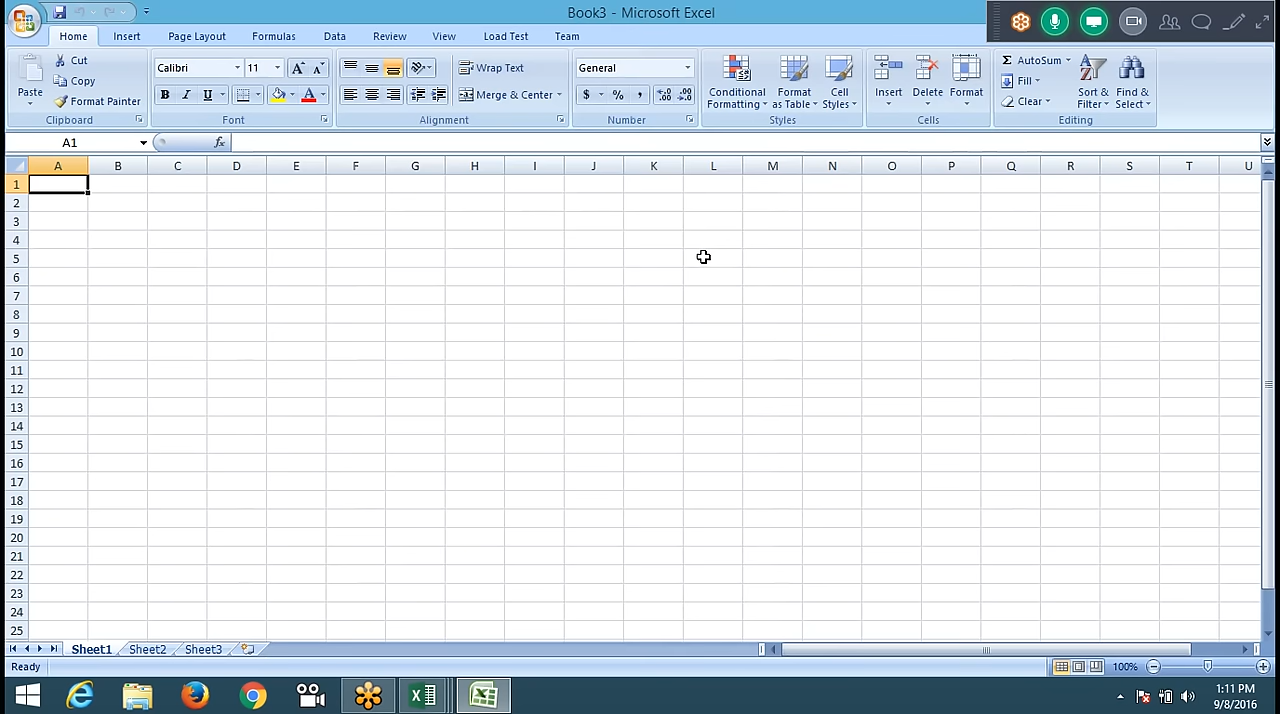 Book3 - Microsoft Excel
Home Insert Page Layout Formulas Data Review View Load Test Team
Paste Cut Copy Format Painter Clipboard
Calibri 11 A A B I U A Font
Wrap Text Merge & Center Alignment
General $ % , .0 .00 .00 .0 Number
Conditional Formatting Format as Table Cell Styles Styles
Insert Delete Format Cells
Σ AutoSum Fill Clear Sort & Filter Find & Select Editing
A1 fx
A B C D E F G H I J K L M N O P Q R S T U
1
2
3
4
5
6
7
8
9
10
11
12
13
14
15
16
17
18
19
20
21
22
23
24
25
Sheet1 Sheet2 Sheet3
Ready 100%
1:11 PM
9/8/2016